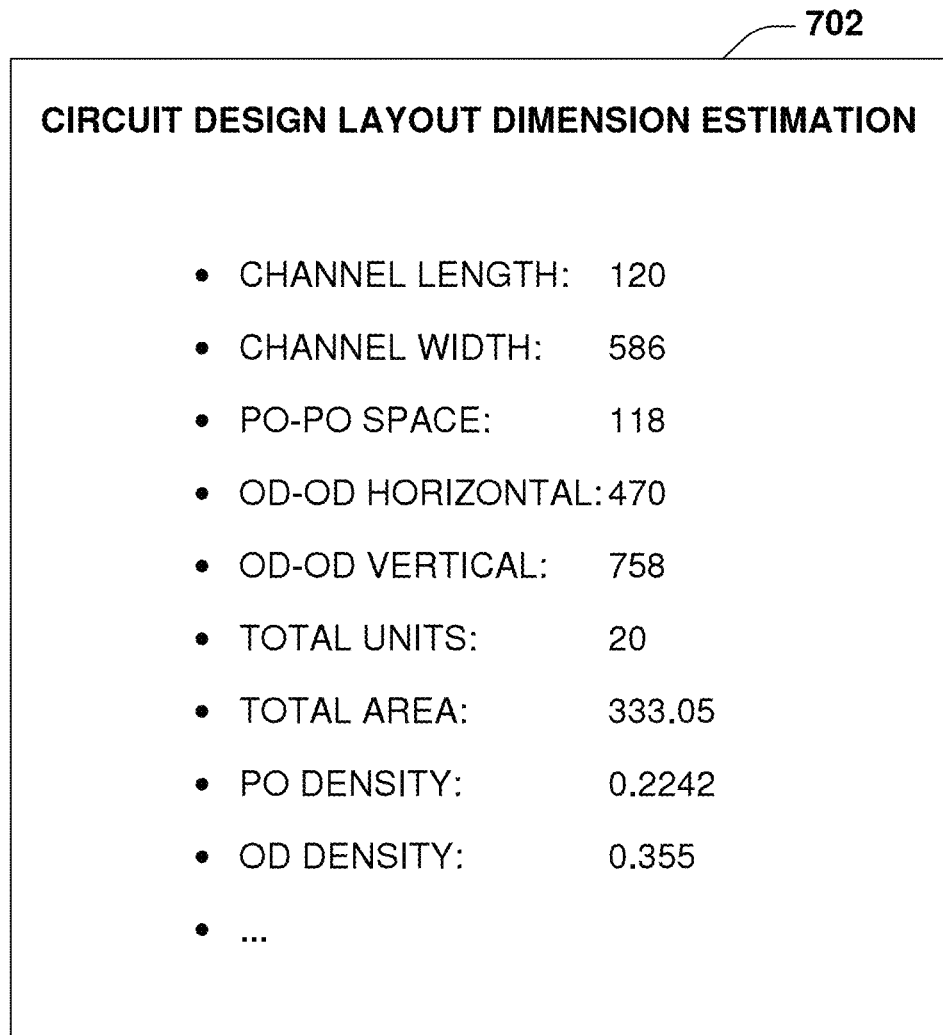 702
CIRCUIT DESIGN LAYOUT DIMENSION ESTIMATION
• CHANNEL LENGTH: 120
• CHANNEL WIDTH: 586
• PO-PO SPACE: 118
• OD-OD HORIZONTAL: 470
• OD-OD VERTICAL: 758
• TOTAL UNITS: 20
• TOTAL AREA: 333.05
• PO DENSITY: 0.2242
• OD DENSITY: 0.355
• ...